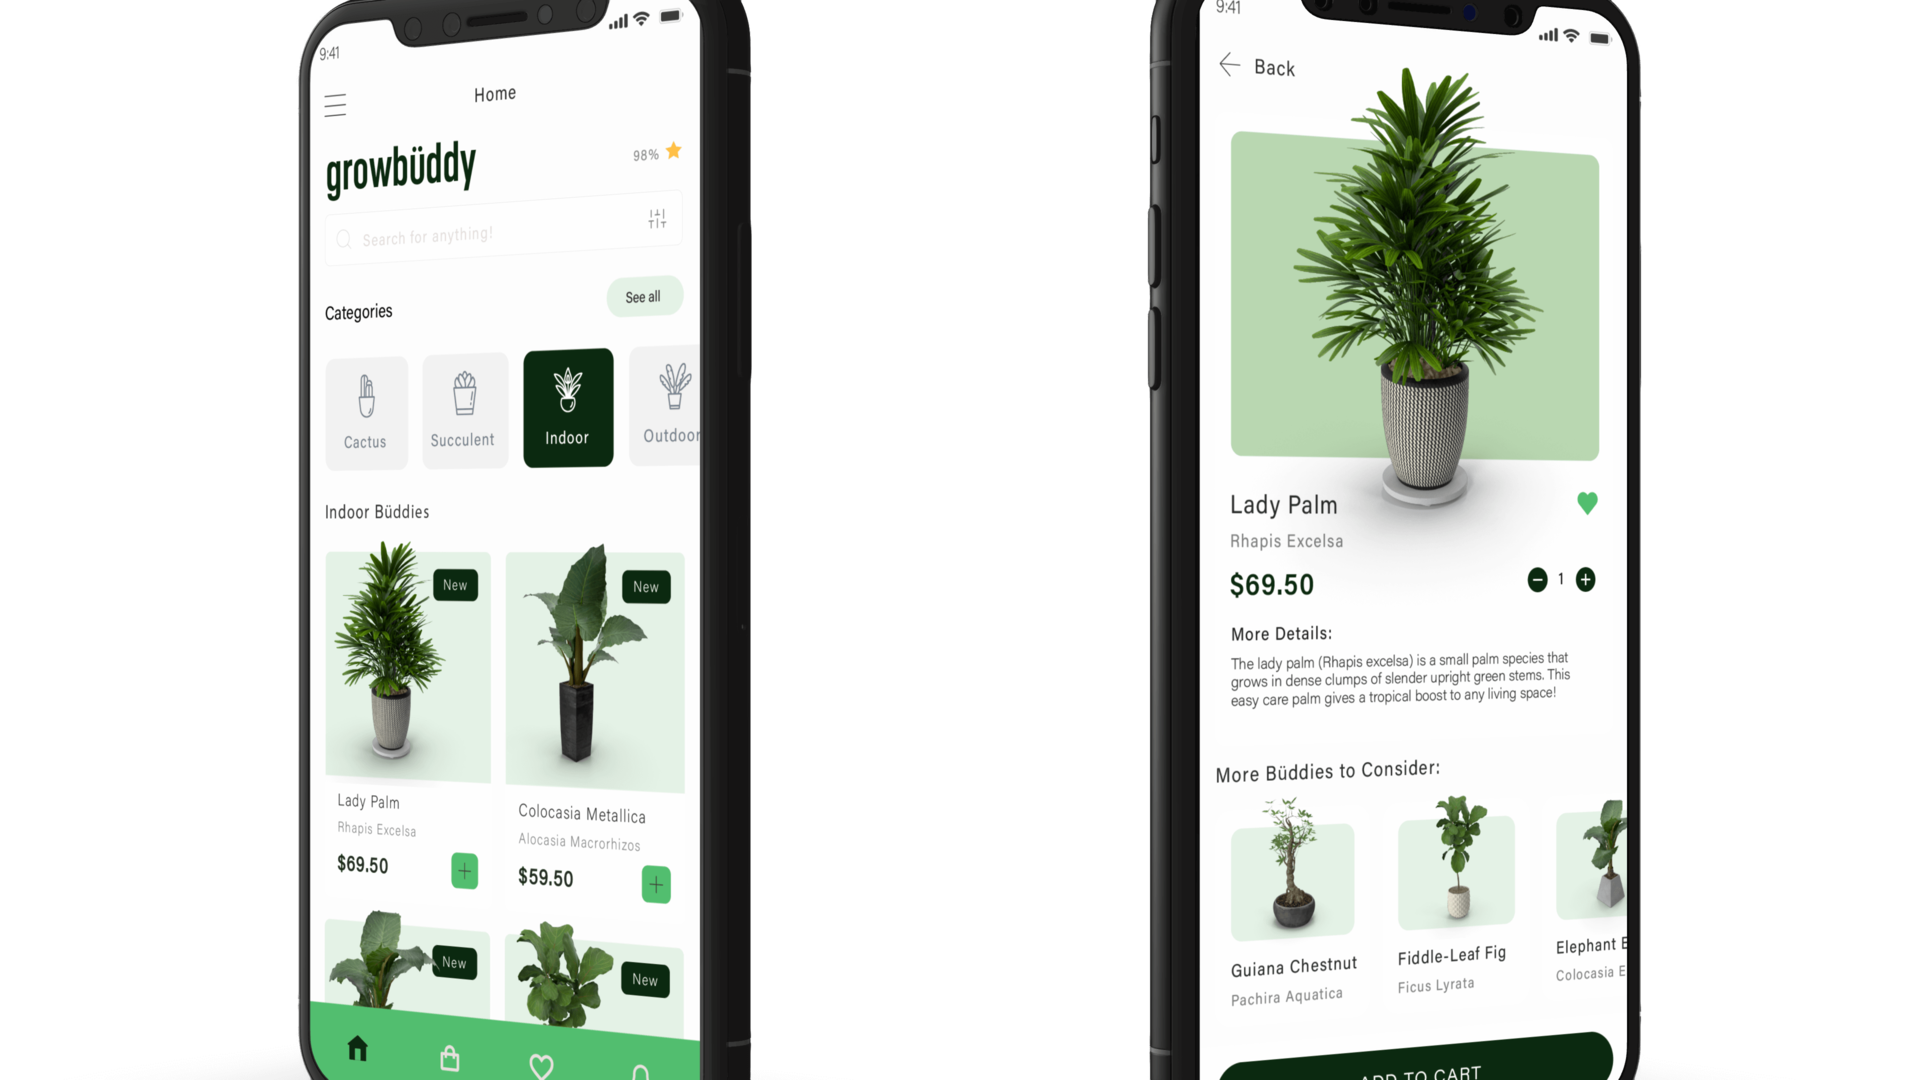 9:41
Home
growbüddy
98%
Search for anything!
Categories
See all
Cactus
Succulent
Indoor
Outdoor
Indoor Büddies
New
New
Lady Palm
Rhapis Excelsa
$69.50
Colocasia Metallica
Alocasia Macrorhizos
$59.50
New
New
9:41
Back
Lady Palm
Rhapis Excelsa
$69.50
1
More Details:
The lady palm (Rhapis excelsa) is a small palm species that
grows in dense clumps of slender upright green stems. This
easy care palm gives a tropical boost to any living space!
More Büddies to Consider:
Guiana Chestnut
Pachira Aquatica
Fiddle-Leaf Fig
Ficus Lyrata
Elephant E
Colocasia E
ADD TO CART